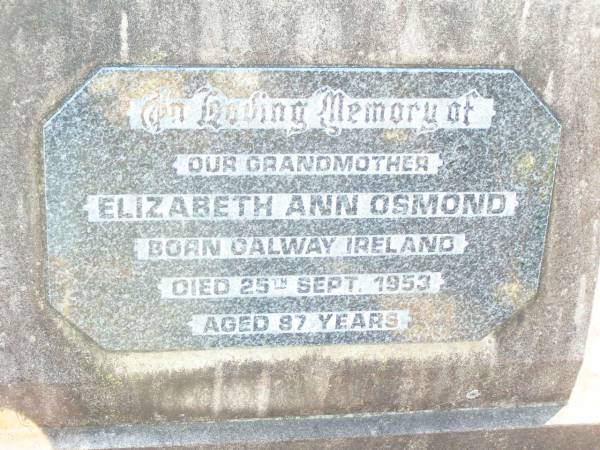 In Loving Memory of
OUR GRANDMOTHER
ELIZABETH ANN OSMOND
BORN GALWAY IRELAND
DIED 25TH SEPT. 1953
AGED 87 YEARS